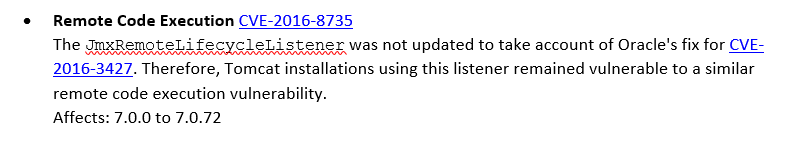 • Remote Code Execution CVE-2016-8735
The JmxRemoteLifecycleListener was not updated to take account of Oracle's fix for CVE-
2016-3427. Therefore, Tomcat installations using this listener remained vulnerable to a similar
remote code execution vulnerability.
Affects: 7.0.0 to 7.0.72